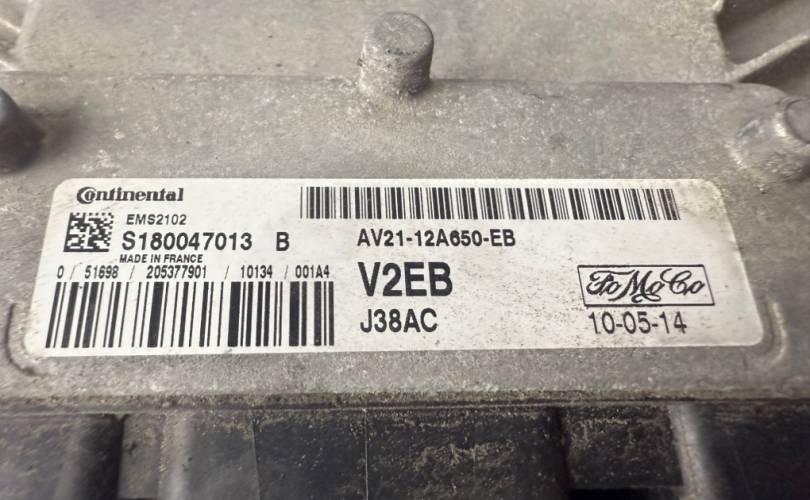 Continental
EMS2102
S180047013 B
MADE IN FRANCE
0 / 51698 / 205377901 / 10134 / 001A4
AV21-12A650-EB
V2EB
J38AC
FoMoCo
10-05-14